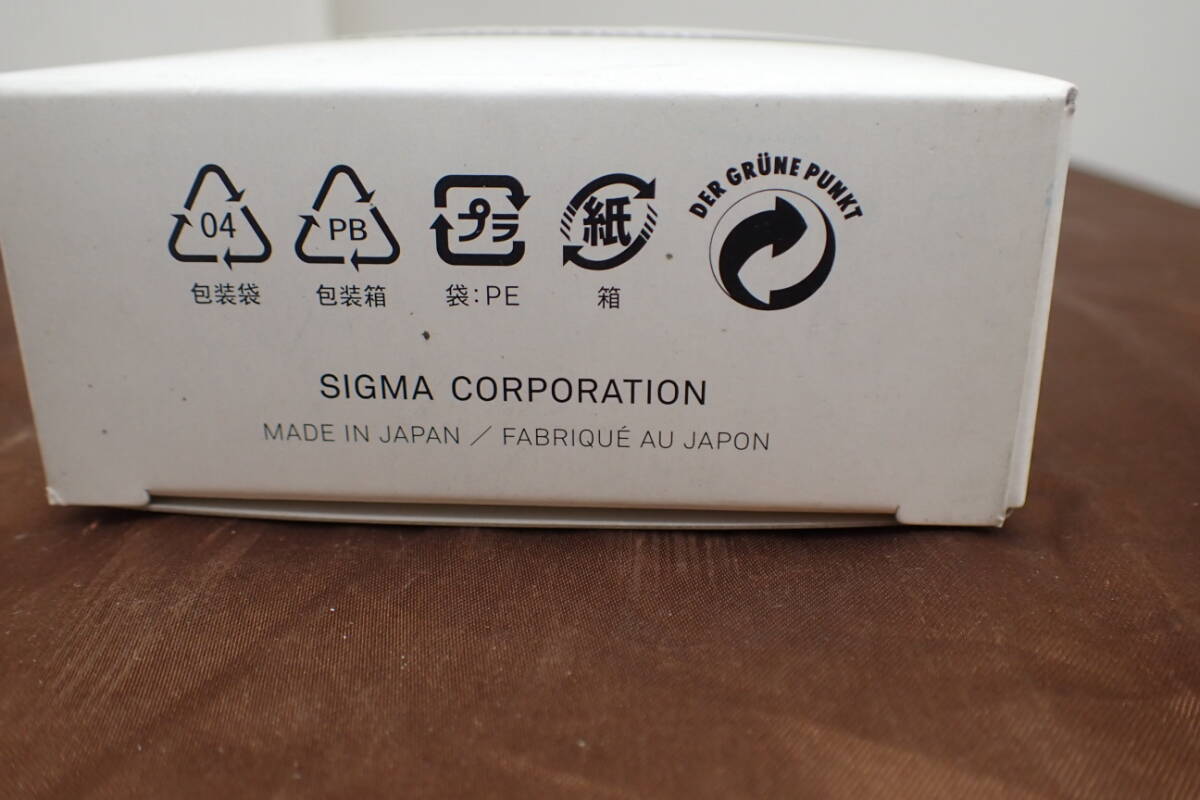 DER GRÜNE PUNKT
04 PB プラ 紙
包装袋 包装箱 袋:PE 箱
SIGMA CORPORATION
MADE IN JAPAN / FABRIQUÉ AU JAPON